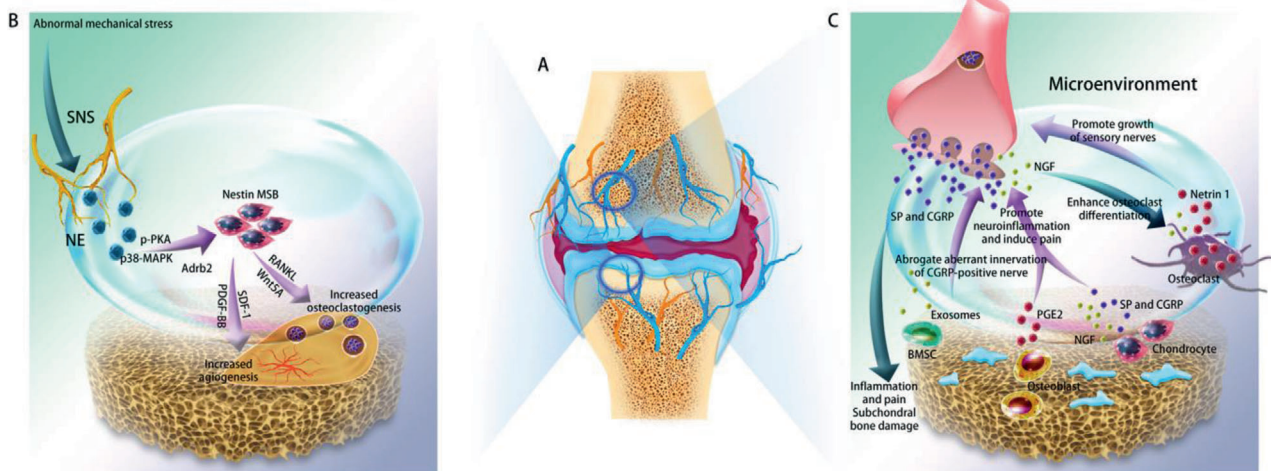 B
Abnormal mechanical stress
SNS
NE
Nestin MSB
p-PKA
p38-MAPK
Adrb2
RANKL
Wnt5A
SDF-1
PDGF-BB
Increased
osteoclastogenesis
Increased
agiogenesis
A
C
Microenvironment
Promote growth
of sensory nerves
NGF
Netrin 1
SP and CGRP
Enhance osteoclast
differentiation
Promote
neuroinflammation
and induce pain
Abrogate aberrant innervation
of CGRP-positive nerve
Osteoclast
Exosomes
PGE2
SP and CGRP
BMSC
NGF
Chondrocyte
Osteoblast
Inflammation
and pain
Subchondral
bone damage